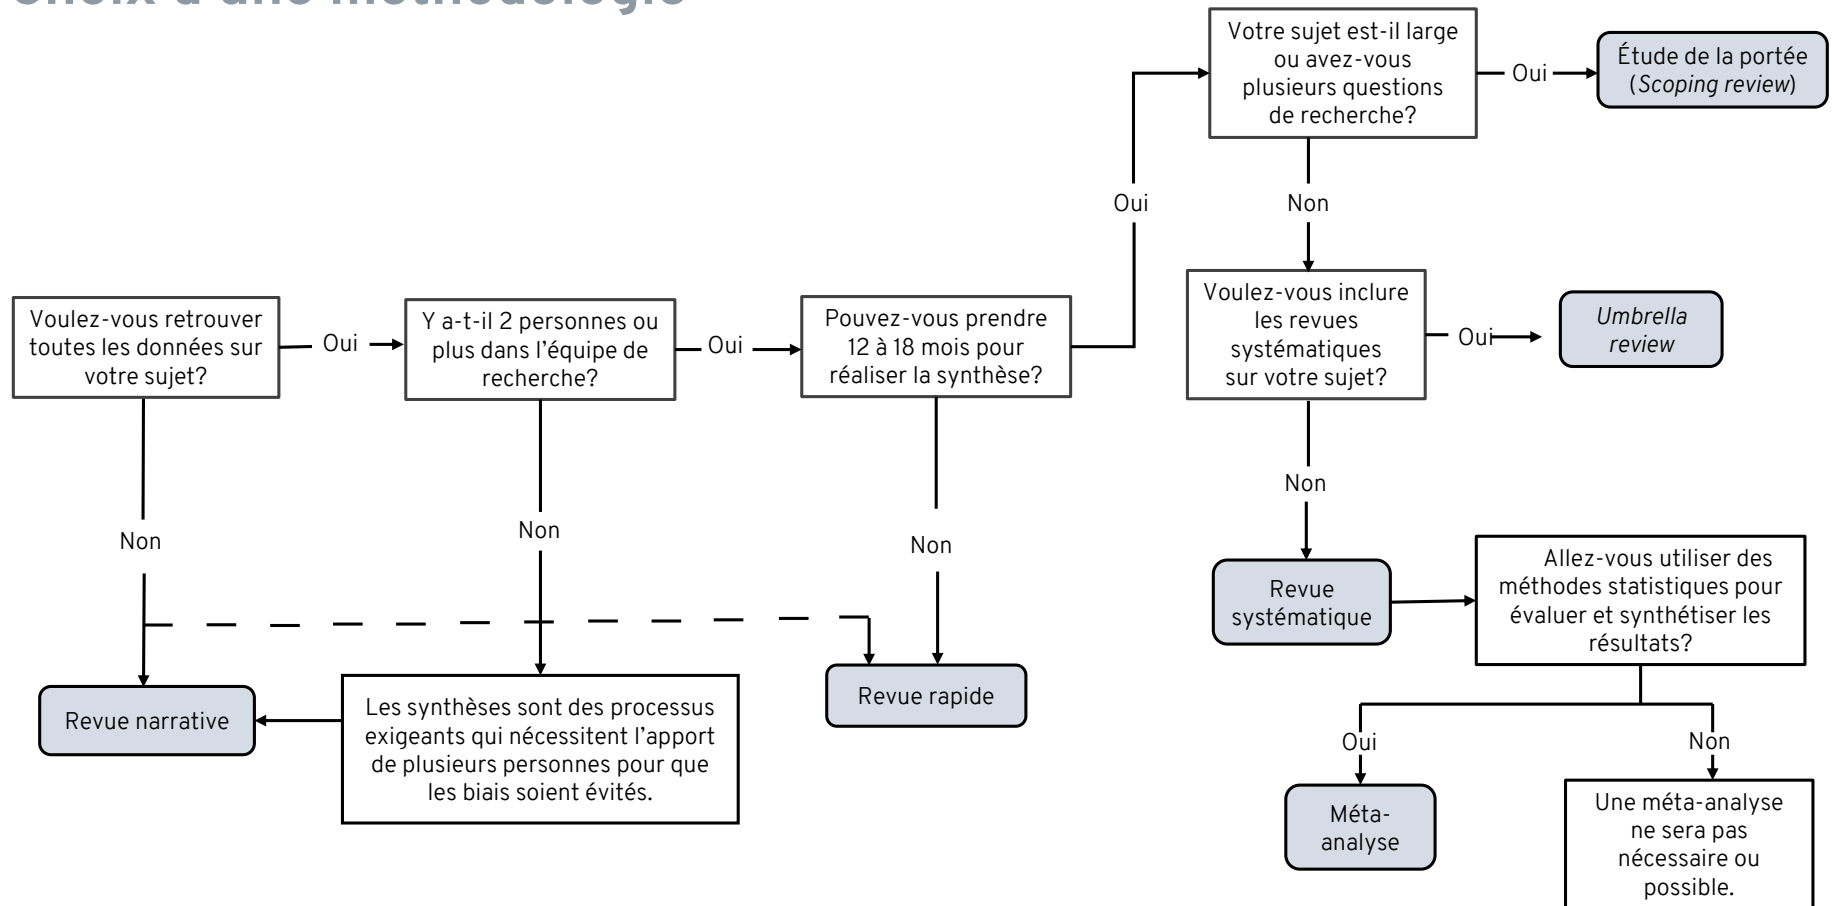 Choix d'une méthodologie
Votre sujet est-il large
ou avez-vous
plusieurs questions
de recherche?
Oui
Étude de la portée
(Scoping review)
Oui
Non
Voulez-vous retrouver
toutes les données sur
votre sujet?
Oui
Y a-t-il 2 personnes ou
plus dans l’équipe de
recherche?
Oui
Pouvez-vous prendre
12 à 18 mois pour
réaliser la synthèse?
Voulez-vous inclure
les revues
systématiques
sur votre sujet?
Oui
Umbrella
review
Non
Non
Non
Non
Revue
systématique
Allez-vous utiliser des
méthodes statistiques pour
évaluer et synthétiser les
résultats?
Revue narrative
Les synthèses sont des processus
exigeants qui nécessitent l’apport
de plusieurs personnes pour que
les biais soient évités.
Revue rapide
Oui
Non
Méta-
analyse
Une méta-analyse
ne sera pas
nécessaire ou
possible.